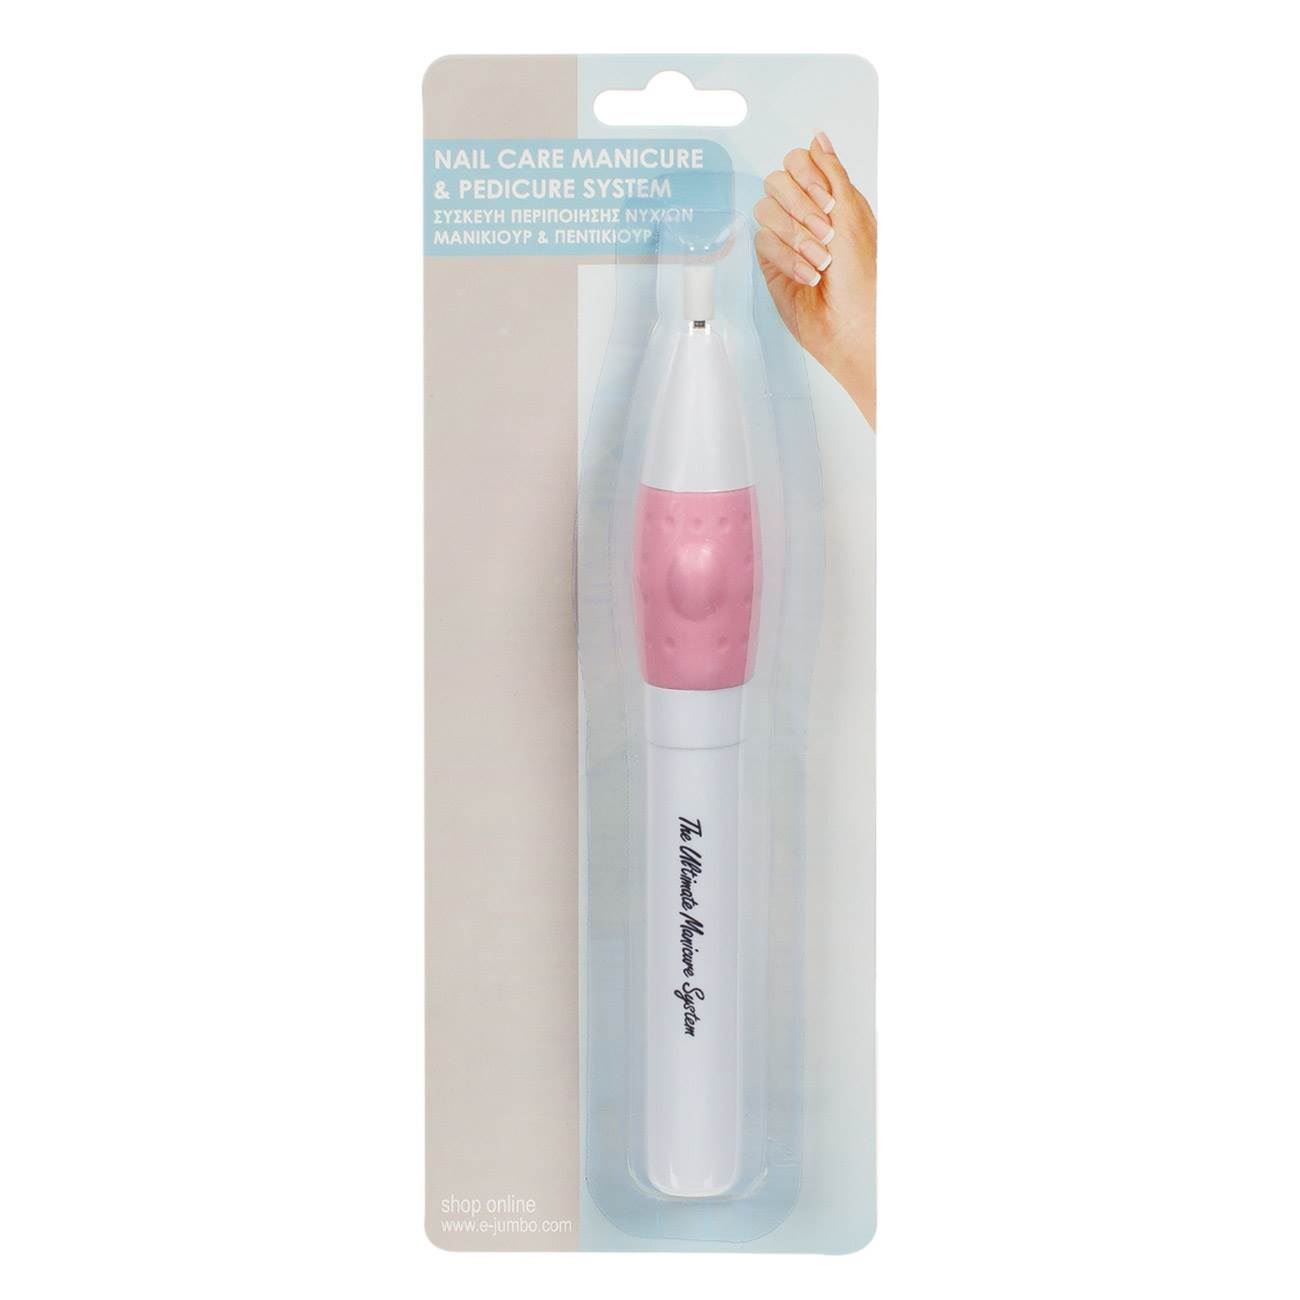 NAIL CARE MANICURE
& PEDICURE SYSTEM
ΣΥΣΚΕΥΗ ΠΕΡΙΠΟΙΗΣΗΣ ΝΥΧΙΩΝ
ΜΑΝΙΚΙΟΥΡ & ΠΕΝΤΙΚΙΟΥΡ
The Ultimate Manicure System
shop online
www.e-jumbo.com